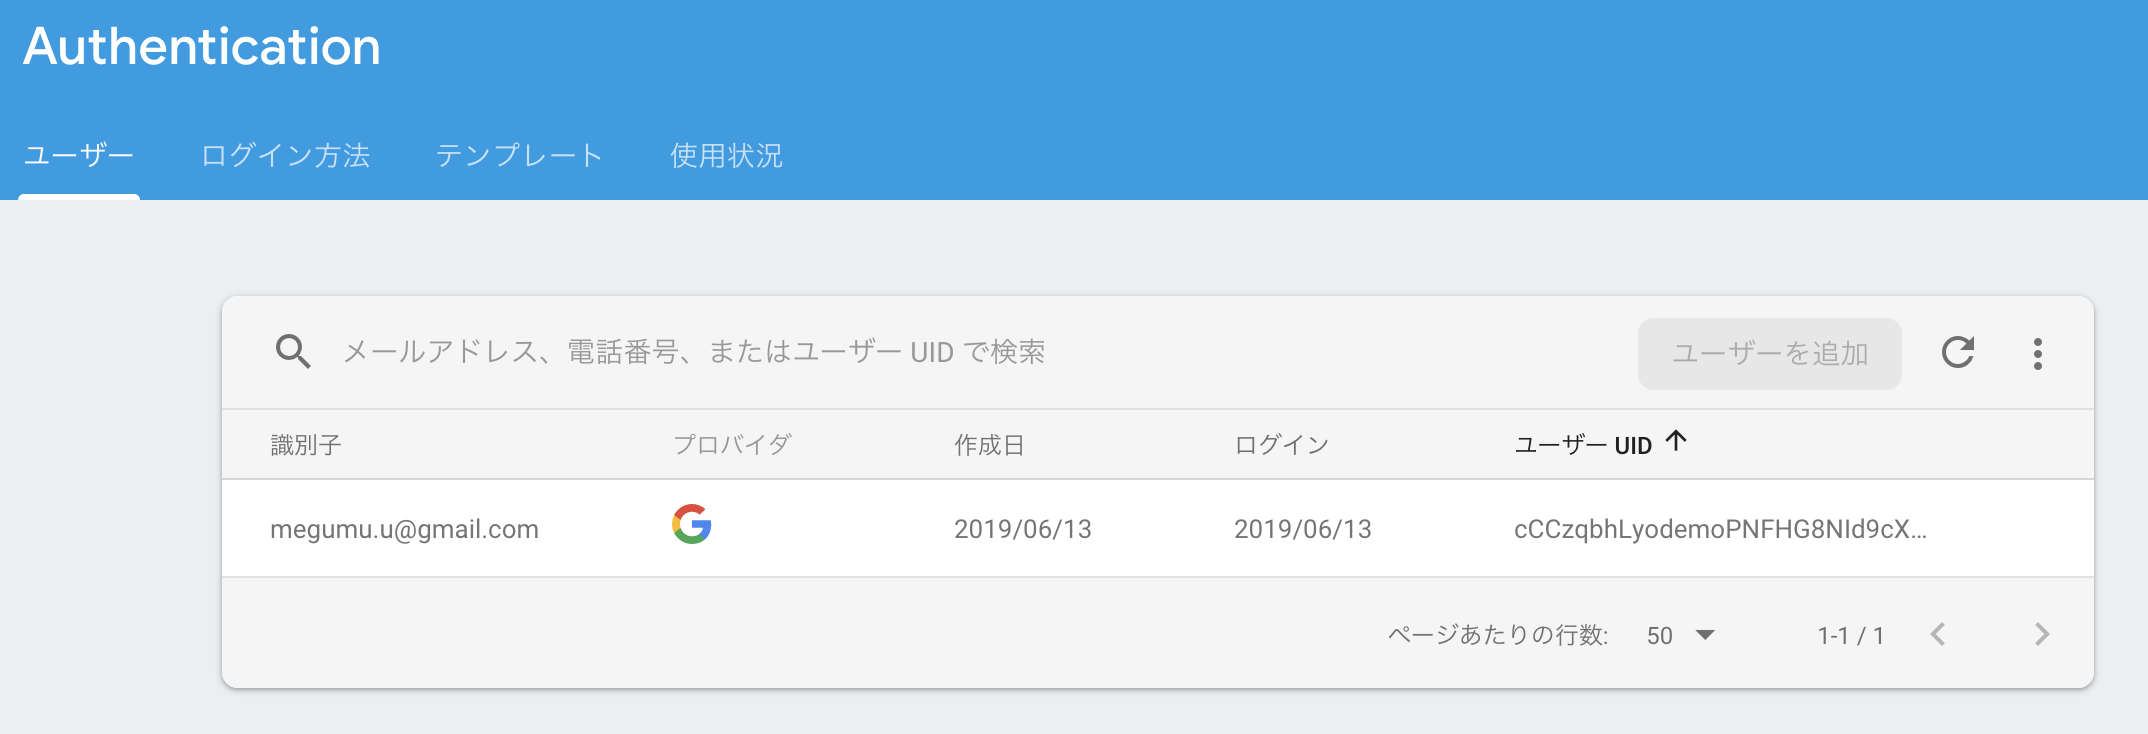 Authentication
ユーザー ログイン方法 テンプレート 使用状況
メールアドレス、電話番号、またはユーザー UID で検索 ユーザーを追加
識別子 プロバイダ 作成日 ログイン ユーザー UID
megumu.u@gmail.com 2019/06/13 2019/06/13 cCCzqbhLyodemoPNFHG8NId9cX...
ページあたりの行数: 50 1-1 / 1